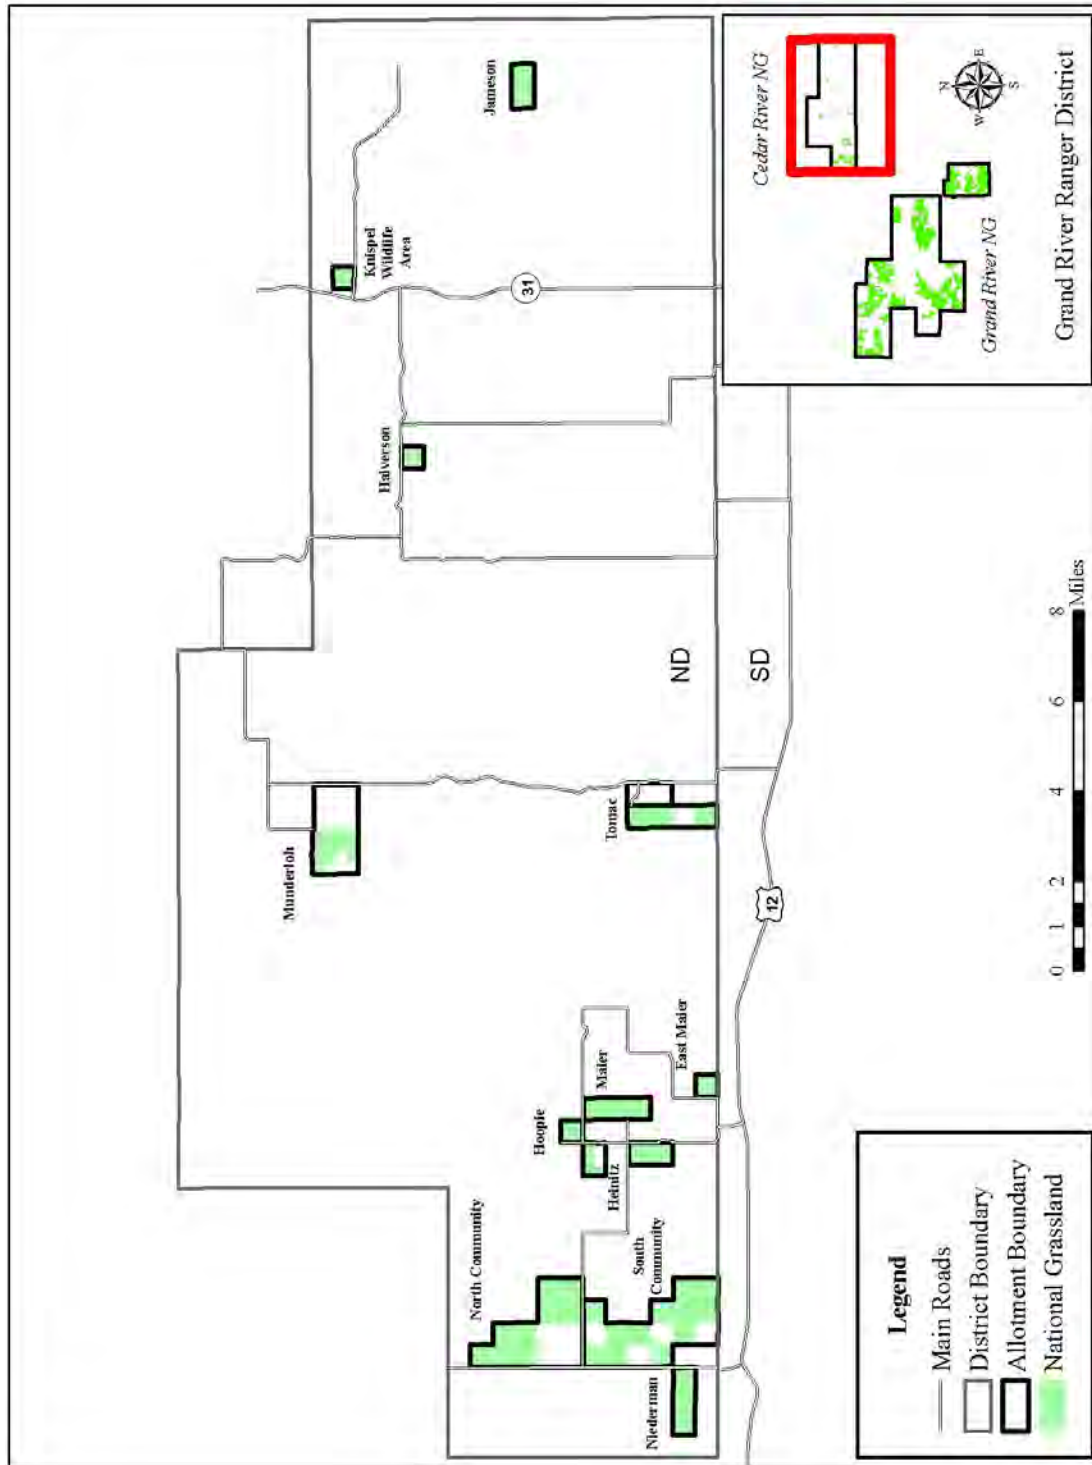 Jameson
Knispel
Wildlife
Area
31
Halverson
Munderloh
Tomac
ND
SD
12
East Maier
Maier
Hoopie
Heinitz
North Community
South
Community
Niederman
Cedar River NG
N
E
S
W
Grand River NG
Grand River Ranger District
0 1 2 4 6 8
Miles
Legend
Main Roads
District Boundary
Allotment Boundary
National Grassland